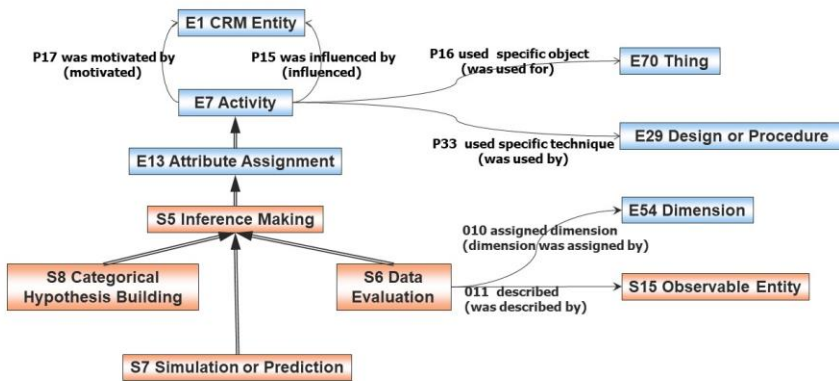 E1 CRM Entity
P17 was motivated by
(motivated)
P15 was influenced by
(influenced)
P16 used specific object
(was used for)
E70 Thing
E7 Activity
P33 used specific technique
(was used by)
E29 Design or Procedure
E13 Attribute Assignment
S5 Inference Making
E54 Dimension
010 assigned dimension
(dimension was assigned by)
S8 Categorical
Hypothesis Building
S6 Data
Evaluation
011 described
(was described by)
S15 Observable Entity
S7 Simulation or Prediction